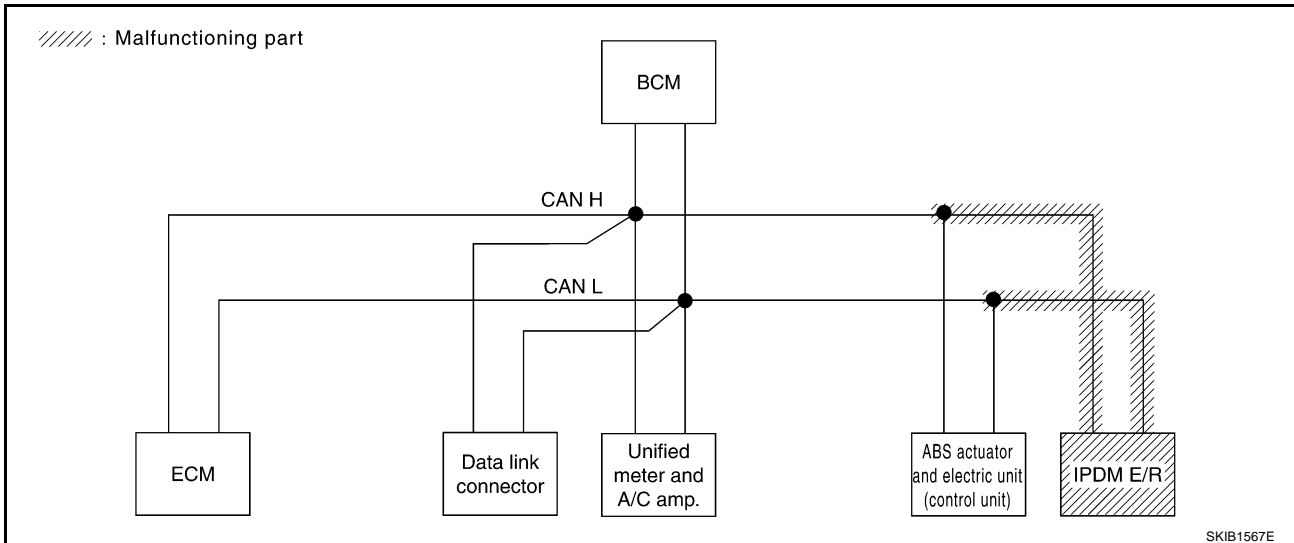 : Malfunctioning part
BCM
CAN H
CAN L
ECM
Data link
connector
Unified
meter and
A/C amp.
ABS actuator
and electric unit
(control unit)
IPDM E/R
SKIB1567E